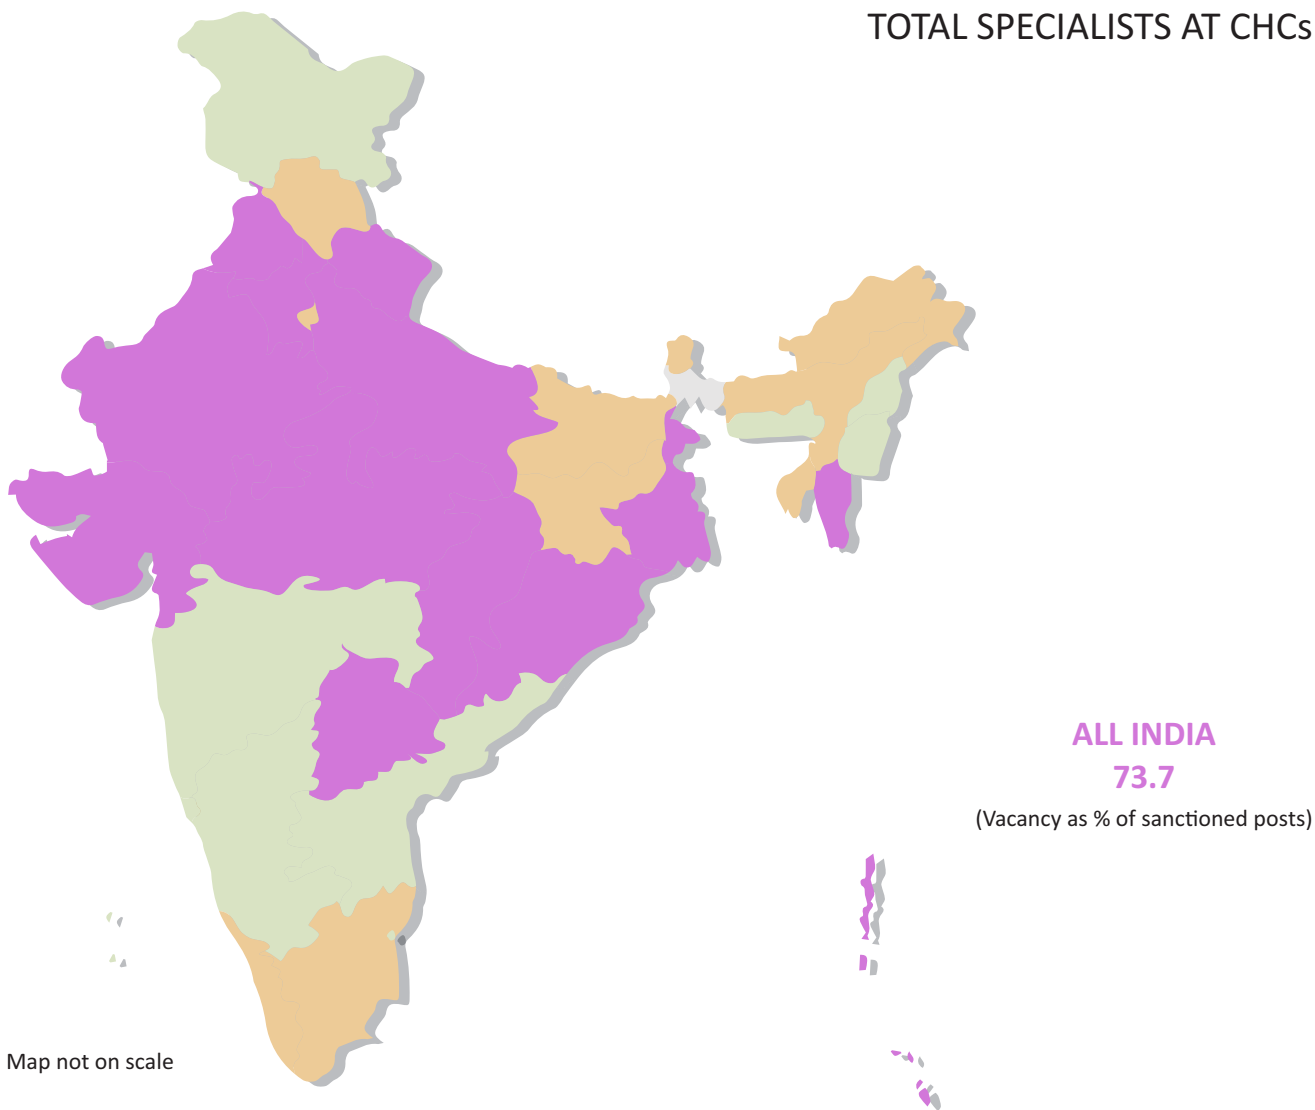 TOTAL SPECIALISTS AT CHCs
ALL INDIA
73.7
(Vacancy as % of sanctioned posts)
Map not on scale